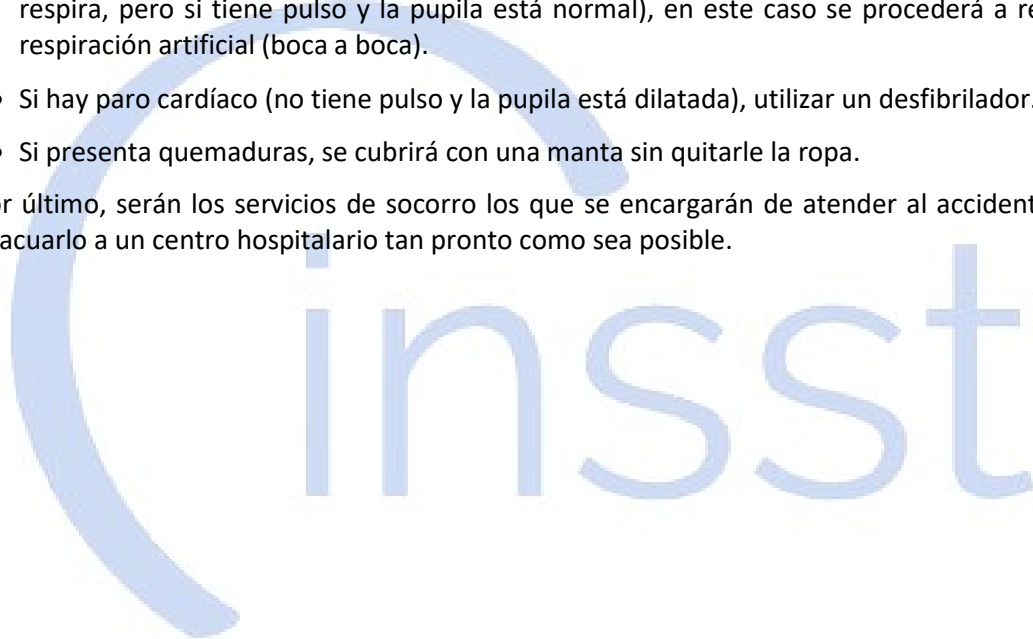 respira, pero si tiene pulso y la pupila está normal), en este caso se procederá a re
respiración artificial (boca a boca).
• Si hay paro cardíaco (no tiene pulso y la pupila está dilatada), utilizar un desfibrilador.
• Si presenta quemaduras, se cubrirá con una manta sin quitarle la ropa.
or último, serán los servicios de socorro los que se encargarán de atender al accident
acuarlo a un centro hospitalario tan pronto como sea posible.
insst